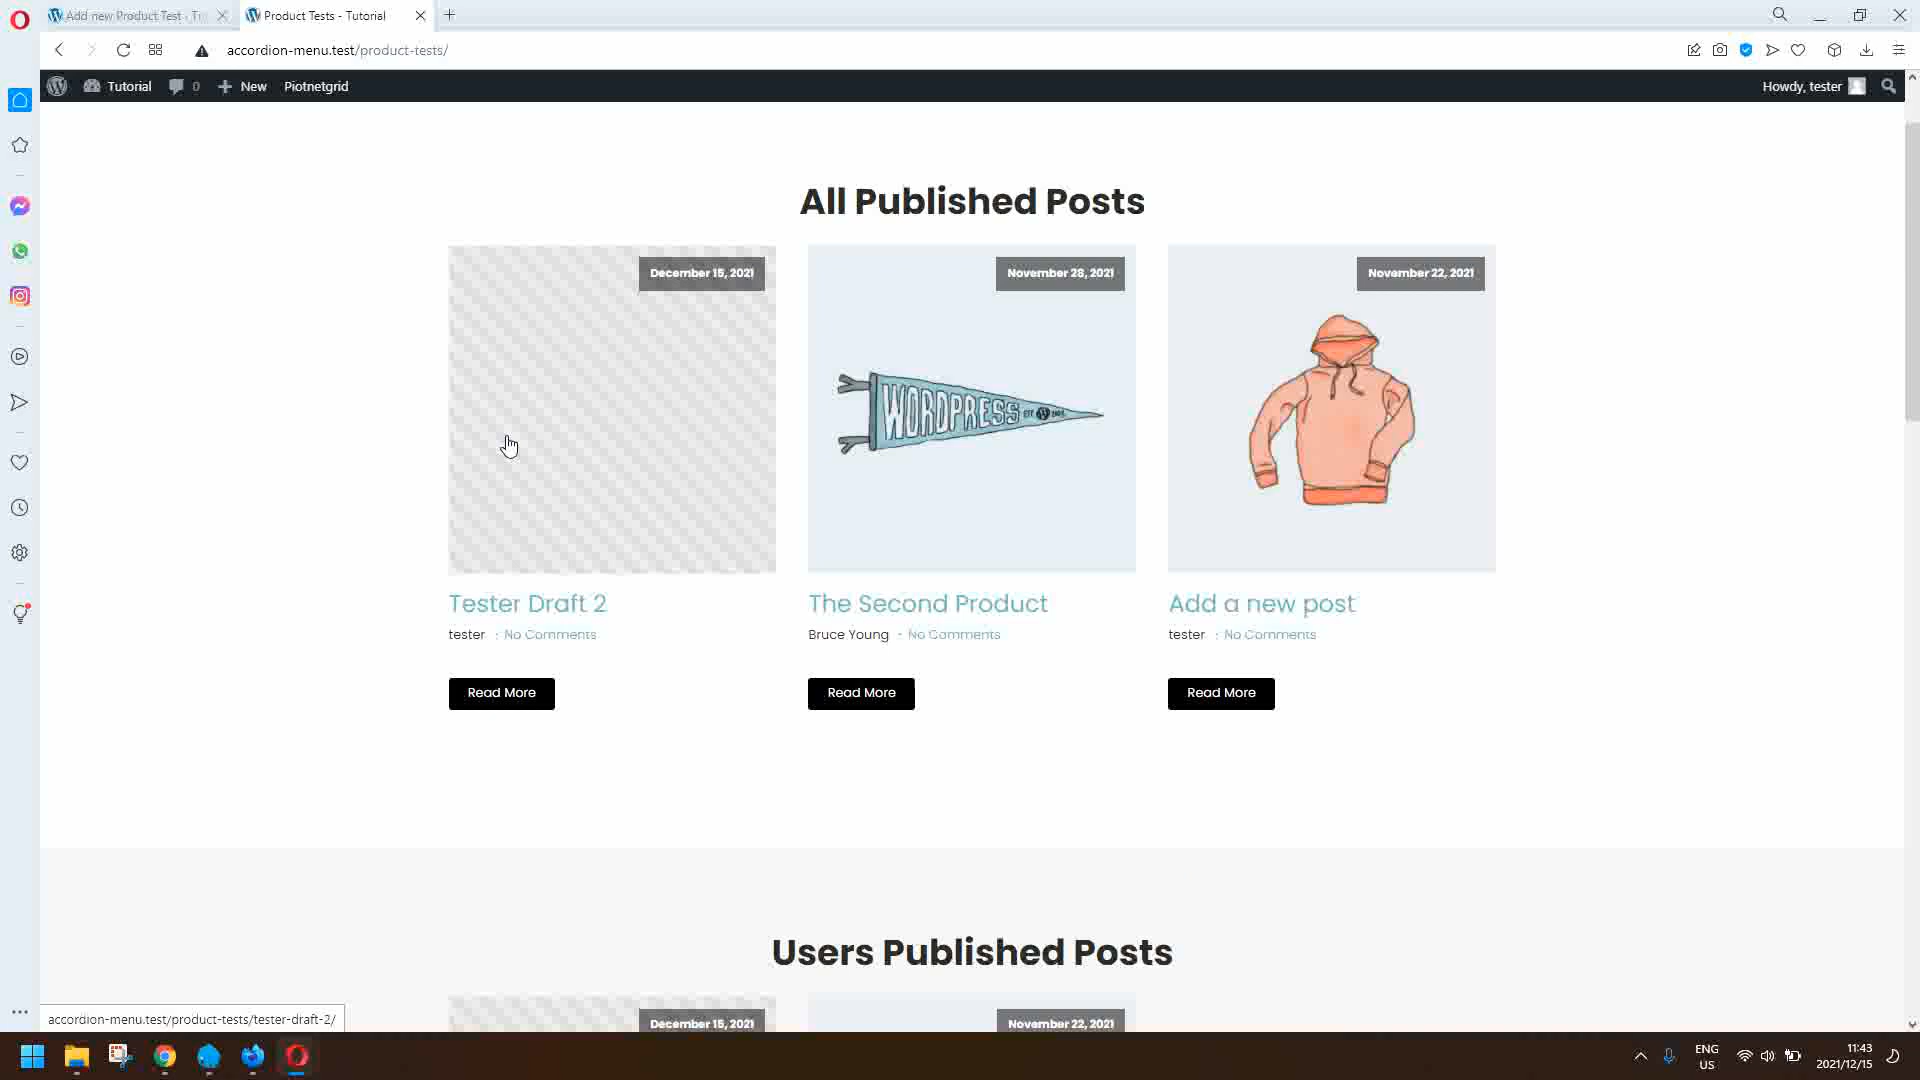 Add new Product Test - Tu
Product Tests - Tutorial
accordion-menu.test/product-tests/
Tutorial
0
New
Piotnetgrid
Howdy, tester
All Published Posts
December 15, 2021
November 28, 2021
November 22, 2021
WORDPRESS
Tester Draft 2
The Second Product
Add a new post
tester · No Comments
Bruce Young · No Comments
tester · No Comments
Read More
Read More
Read More
Users Published Posts
December 15, 2021
November 22, 2021
accordion-menu.test/product-tests/tester-draft-2/
ENG
US
11:43
2021/12/15